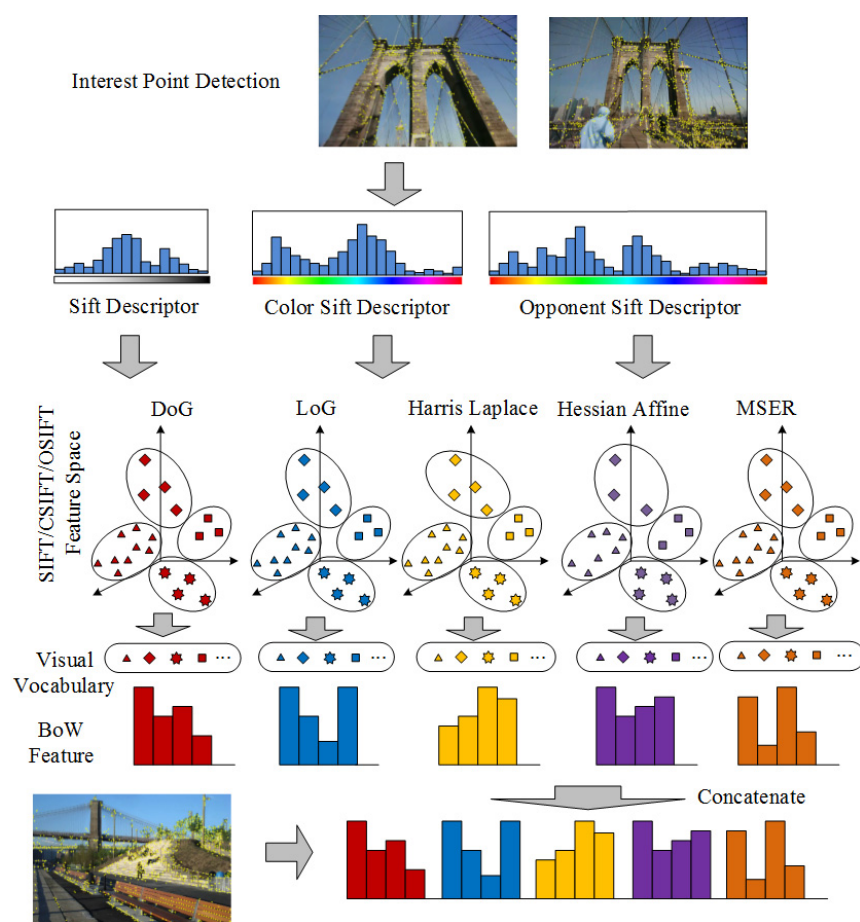 Interest Point Detection
Sift Descriptor
Color Sift Descriptor
Opponent Sift Descriptor
DoG
LoG
Harris Laplace
Hessian Affine
MSER
SIFT/CSIFT/OSIFT
Feature Space
Visual
Vocabulary
...
...
...
...
...
BoW
Feature
Concatenate